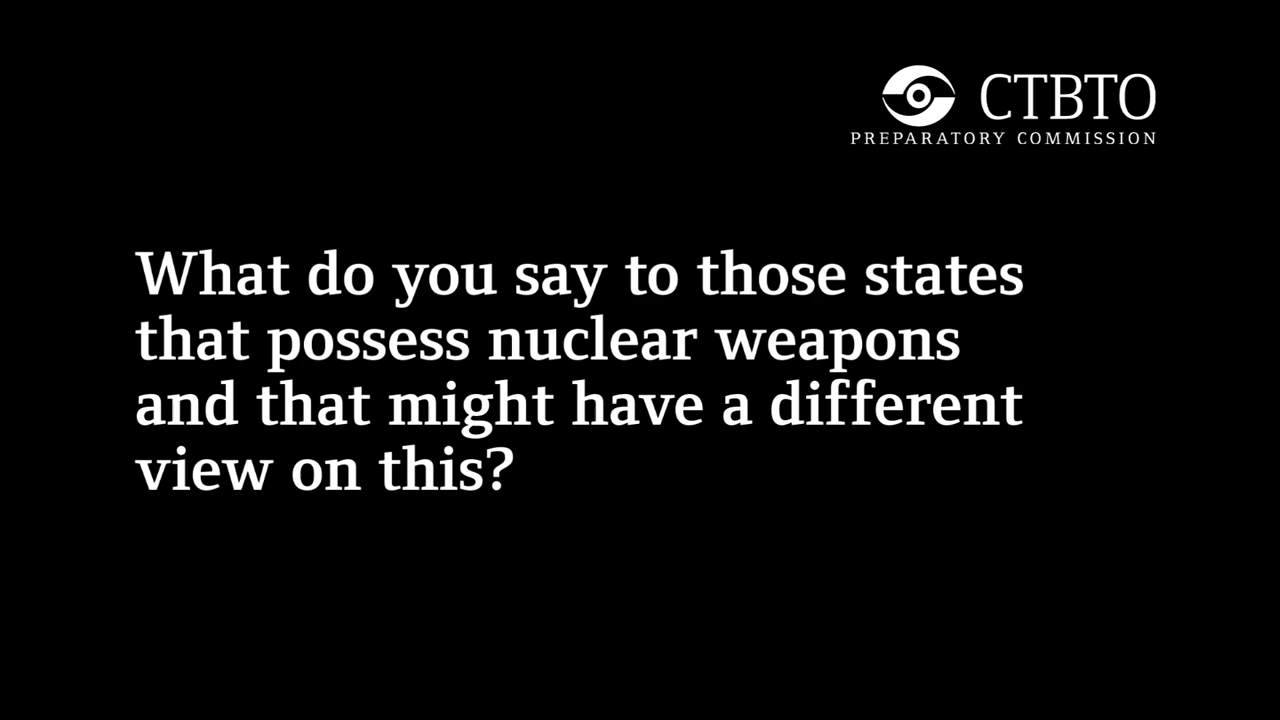 CTBTO
PREPARATORY COMMISSION
What do you say to those states
that possess nuclear weapons
and that might have a different
view on this?